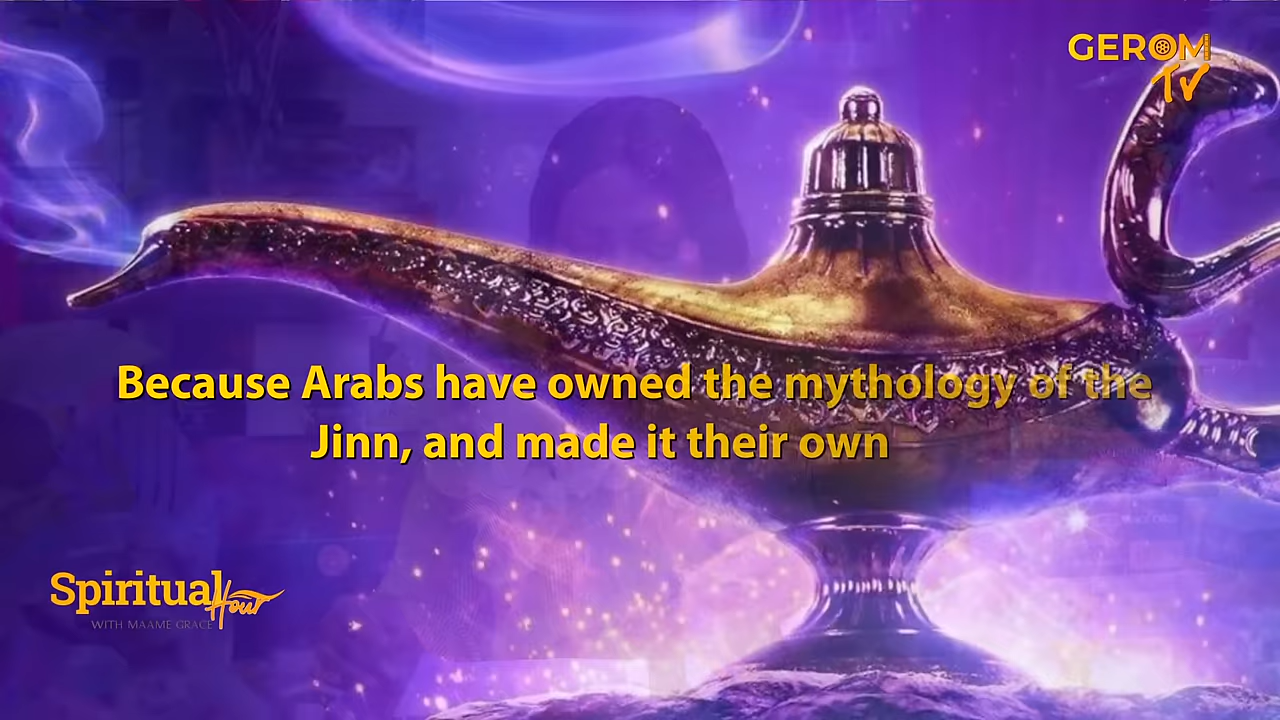 GEROM
TV
Because Arabs have owned the mythology of the
Jinn, and made it their own
Spiritual Hour
WITH MAAME GRACE